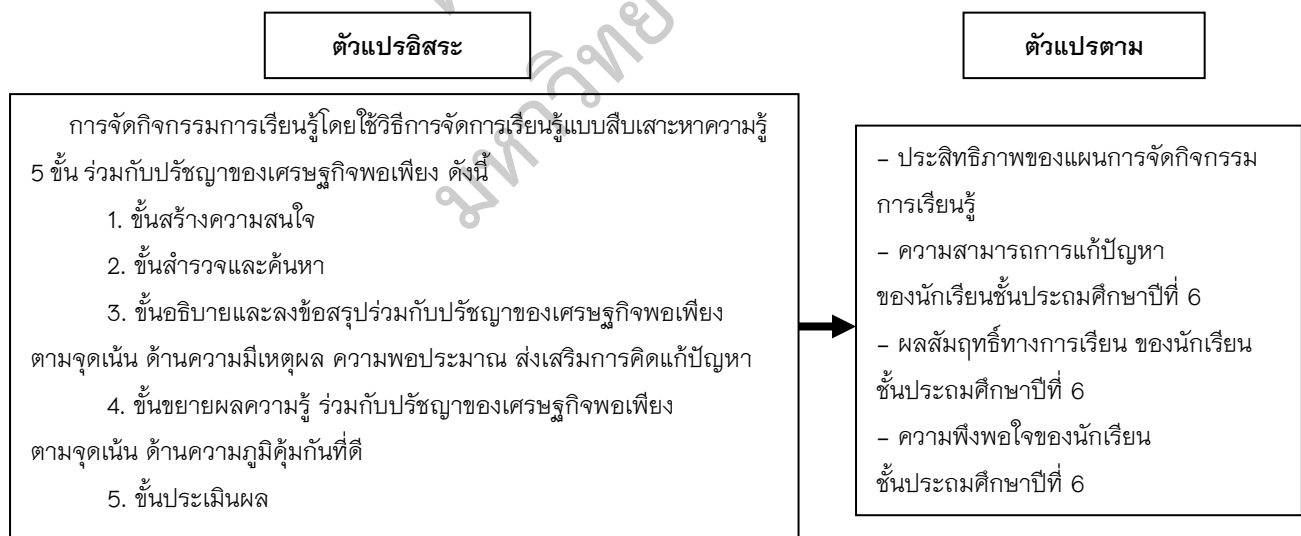 ตัวแปรอิสระ
การจัดกิจกรรมการเรียนรู้โดยใช้วิธีการจัดการเรียนรู้แบบสืบเสาะหาความรู้
5 ขั้น ร่วมกับปรัชญาของเศรษฐกิจพอเพียง ดังนี้
1. ขั้นสร้างความสนใจ
2. ขั้นสำรวจและค้นหา
3. ขั้นอธิบายและลงข้อสรุปร่วมกับปรัชญาของเศรษฐกิจพอเพียง
ตามจุดเน้น ด้านความมีเหตุผล ความพอประมาณ ส่งเสริมการคิดแก้ปัญหา
4. ขั้นขยายผลความรู้ ร่วมกับปรัชญาของเศรษฐกิจพอเพียง
ตามจุดเน้น ด้านความภูมิคุ้มกันที่ดี
5. ขั้นประเมินผล
ตัวแปรตาม
– ประสิทธิภาพของแผนการจัดกิจกรรม
การเรียนรู้
– ความสามารถการแก้ปัญหา
ของนักเรียนชั้นประถมศึกษาปีที่ 6
– ผลสัมฤทธิ์ทางการเรียน ของนักเรียน
ชั้นประถมศึกษาปีที่ 6
– ความพึงพอใจของนักเรียน
ชั้นประถมศึกษาปีที่ 6
มหาวิทย